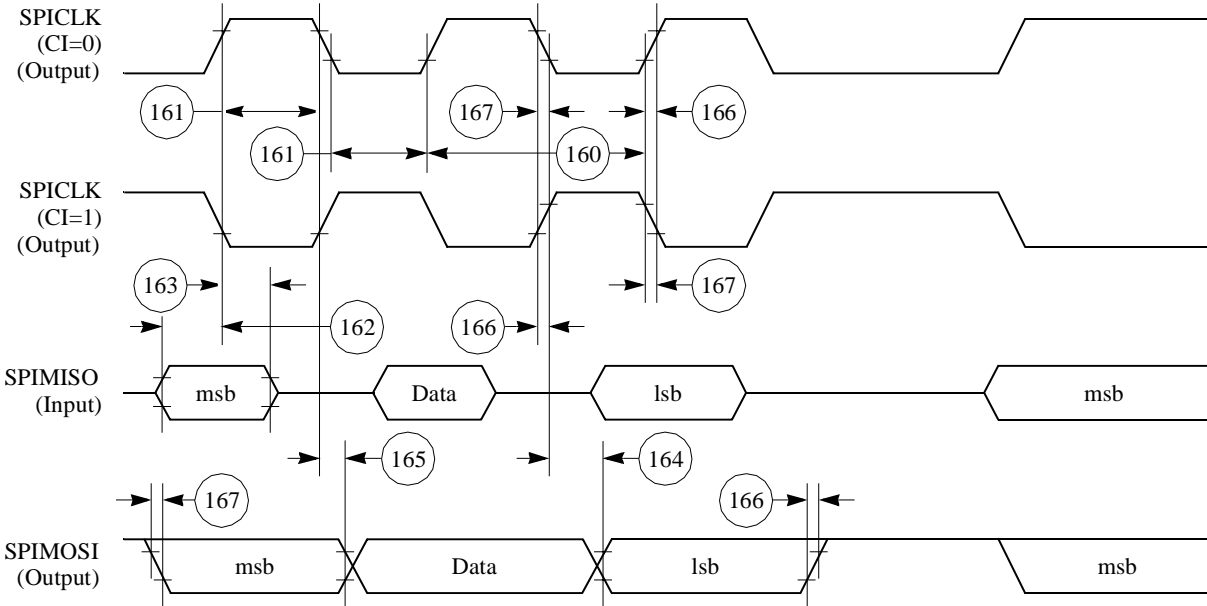 SPICLK
(CI=0)
(Output)
161
167
166
161
160
SPICLK
(CI=1)
(Output)
163
167
162
166
SPIMISO
(Input)
msb
Data
lsb
msb
165
164
167
166
SPIMOSI
(Output)
msb
Data
lsb
msb